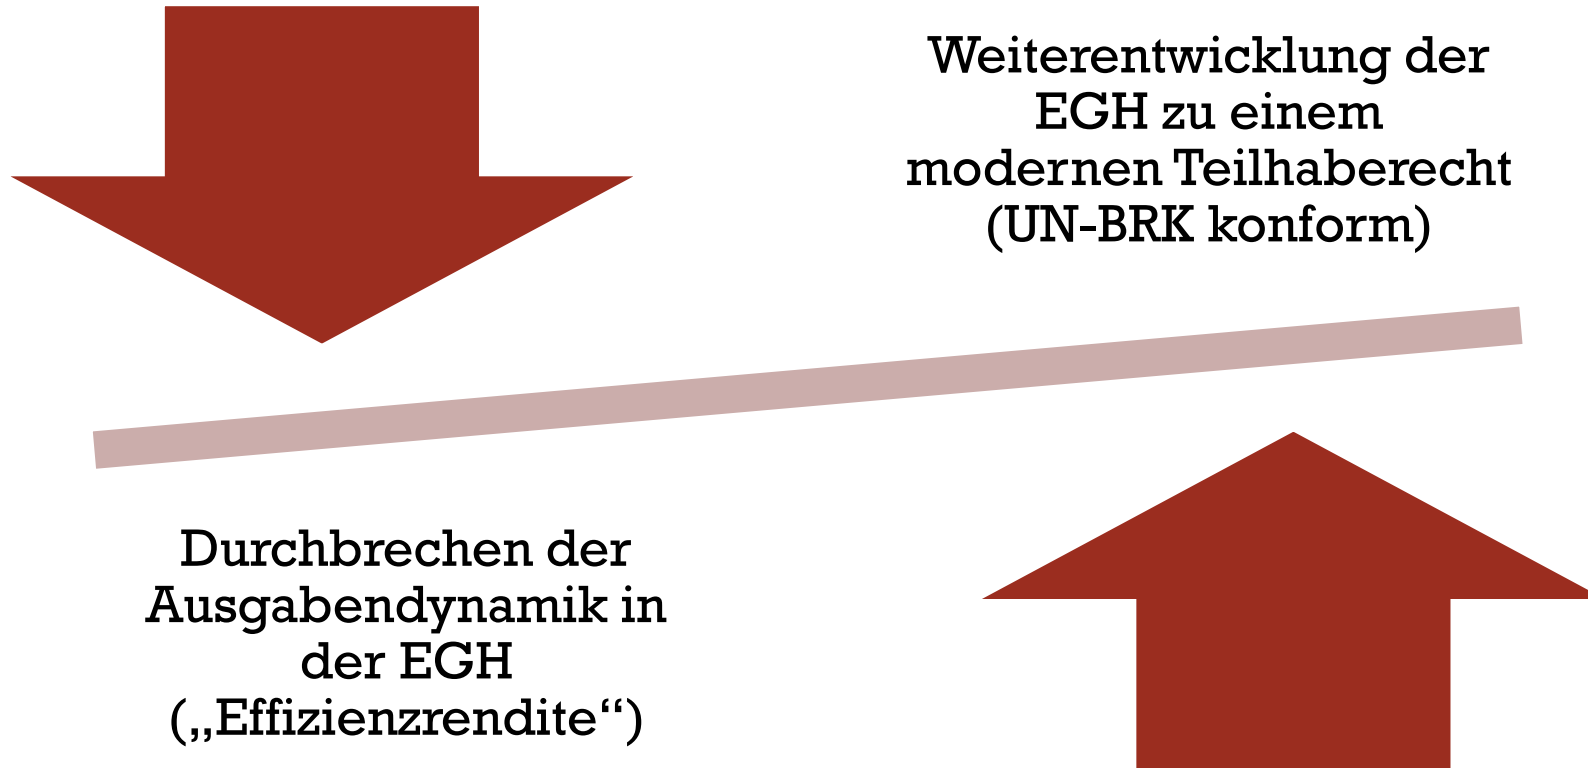 Weiterentwicklung der
EGH zu einem
modernen Teilhaberecht
(UN-BRK konform)
Durchbrechen der
Ausgabendynamik in
der EGH
(„Effizienzrendite“)